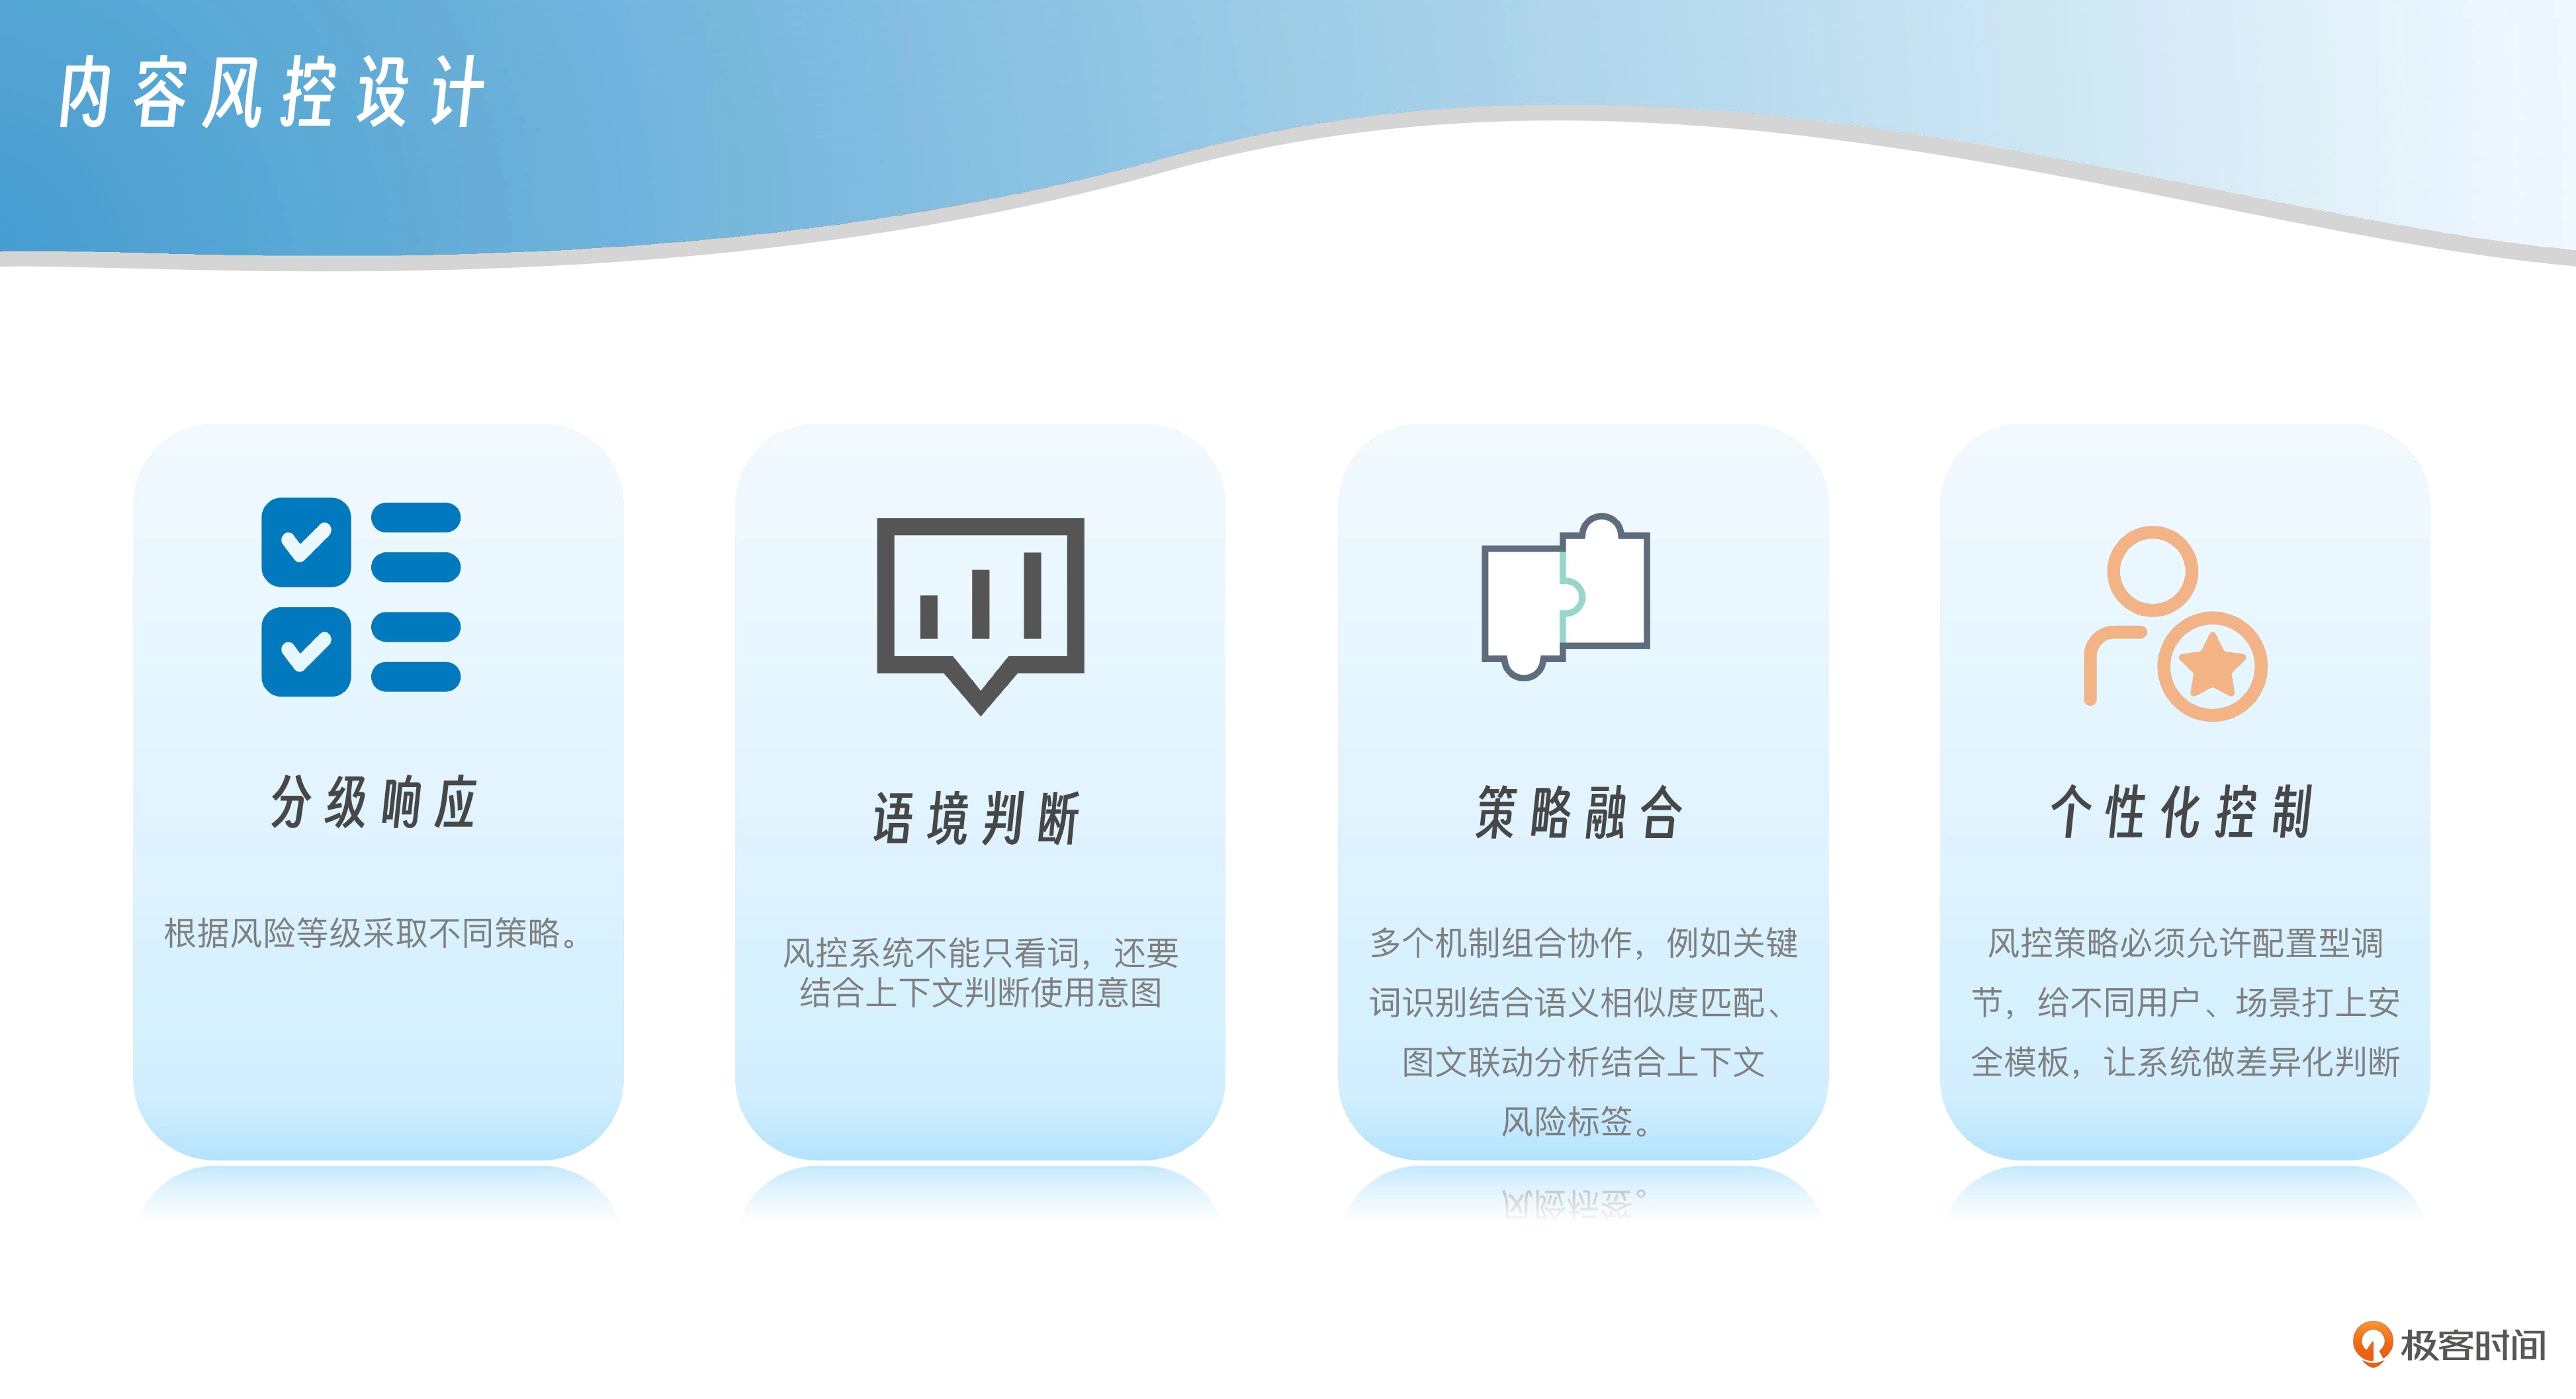 内容风控设计
分级响应
根据风险等级采取不同策略。
语境判断
风控系统不能只看词，还要
结合上下文判断使用意图
策略融合
多个机制组合协作，例如关键
词识别结合语义相似度匹配、
图文联动分析结合上下文
风险标签。
个性化控制
风控策略必须允许配置型调
节，给不同用户、场景打上安
全模板，让系统做差异化判断
极客时间